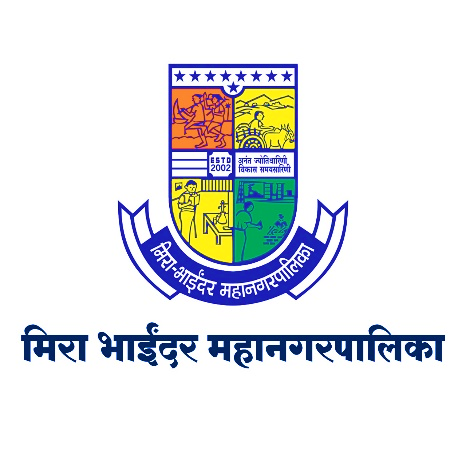 ESTD
2002
अनंत ज्योतिधारिणी
विकास समयसारिणी
मिरा-भाईंदर महानगरपालिका
मिरा भाईंदर महानगरपालिका